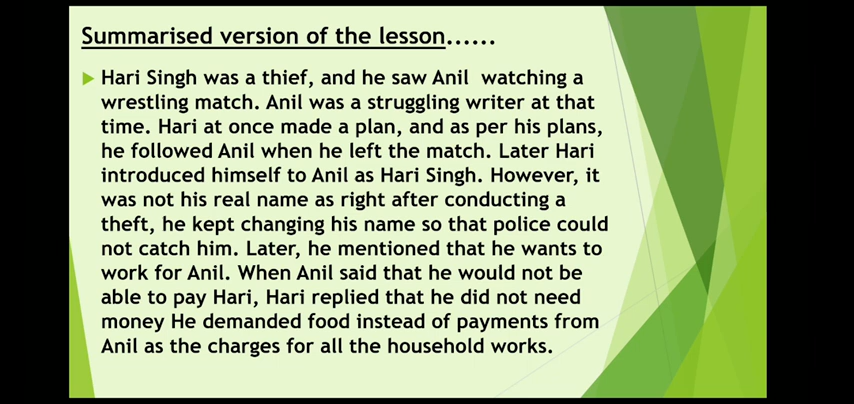 Summarised version of the lesson......
Hari Singh was a thief, and he saw Anil watching a
wrestling match. Anil was a struggling writer at that
time. Hari at once made a plan, and as per his plans,
he followed Anil when he left the match. Later Hari
introduced himself to Anil as Hari Singh. However, it
was not his real name as right after conducting a
theft, he kept changing his name so that police could
not catch him. Later, he mentioned that he wants to
work for Anil. When Anil said that he would not be
able to pay Hari, Hari replied that he did not need
money He demanded food instead of payments from
Anil as the charges for all the household works.